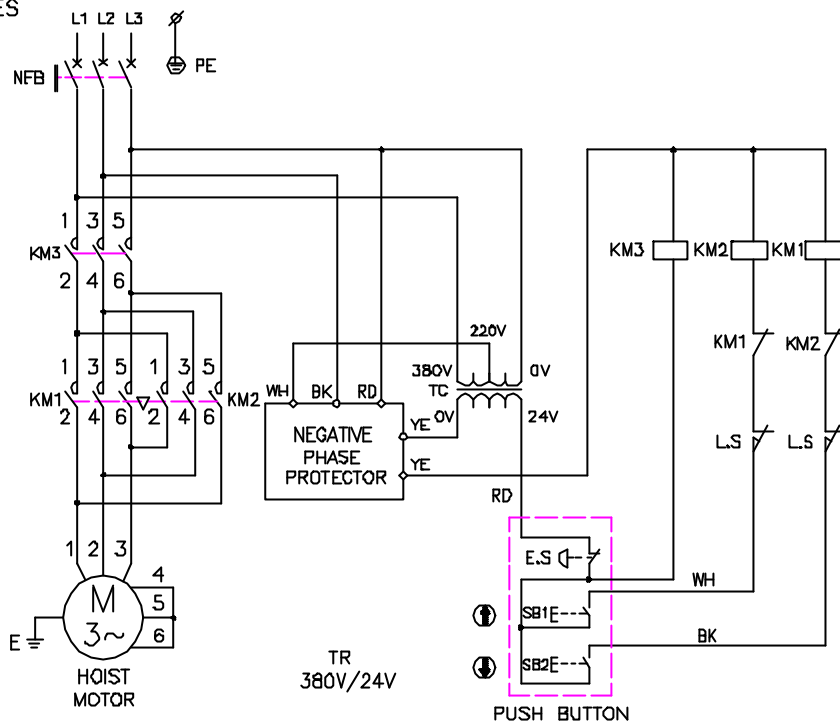 ES
L1 L2 L3
NFB
PE
1 3 5
KM3
2 4 6
KM3 KM2 KM1
1 3 5 1 3 5
KM1 2 4 6 2 4 6 KM2
220V
380V 0V
TC
0V 24V
WH BK RD
YE
NEGATIVE
PHASE
PROTECTOR
YE
KM1 KM2
L.S L.S
RD
E.S
WH
SB1
BK
SB2
PUSH BUTTON
1 2 3
4
M
5
3~
6
E
HOIST
MOTOR
TR
380V/24V